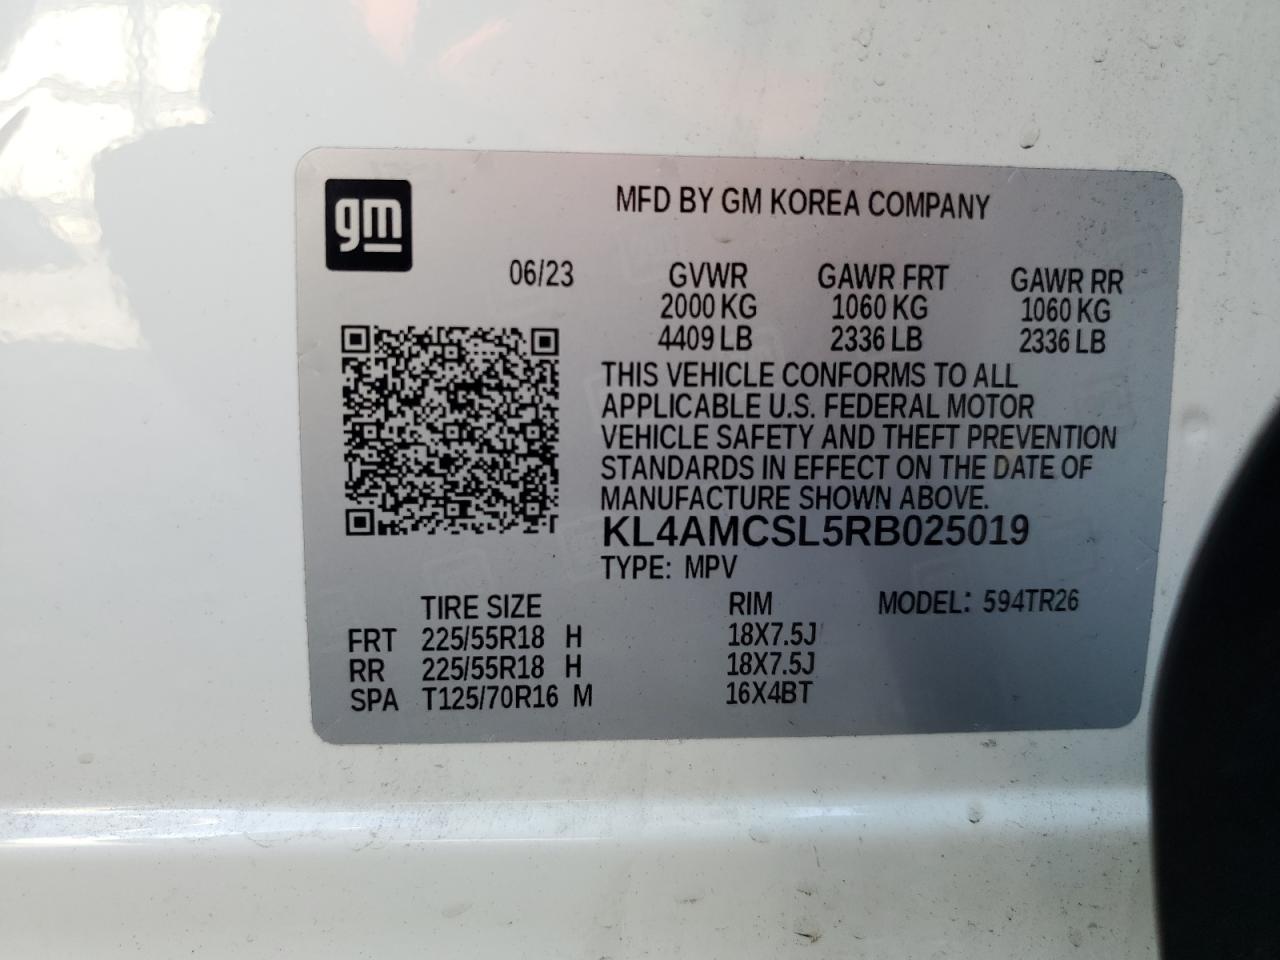 gm
MFD BY GM KOREA COMPANY
06/23 GVWR GAWR FRT GAWR RR
2000 KG 1060 KG 1060 KG
4409 LB 2336 LB 2336 LB
THIS VEHICLE CONFORMS TO ALL
APPLICABLE U.S. FEDERAL MOTOR
VEHICLE SAFETY AND THEFT PREVENTION
STANDARDS IN EFFECT ON THE DATE OF
MANUFACTURE SHOWN ABOVE.
KL4AMCSL5RB025019
TYPE: MPV
TIRE SIZE RIM MODEL: 594TR26
FRT 225/55R18 H 18X7.5J
RR 225/55R18 H 18X7.5J
SPA T125/70R16 M 16X4BT